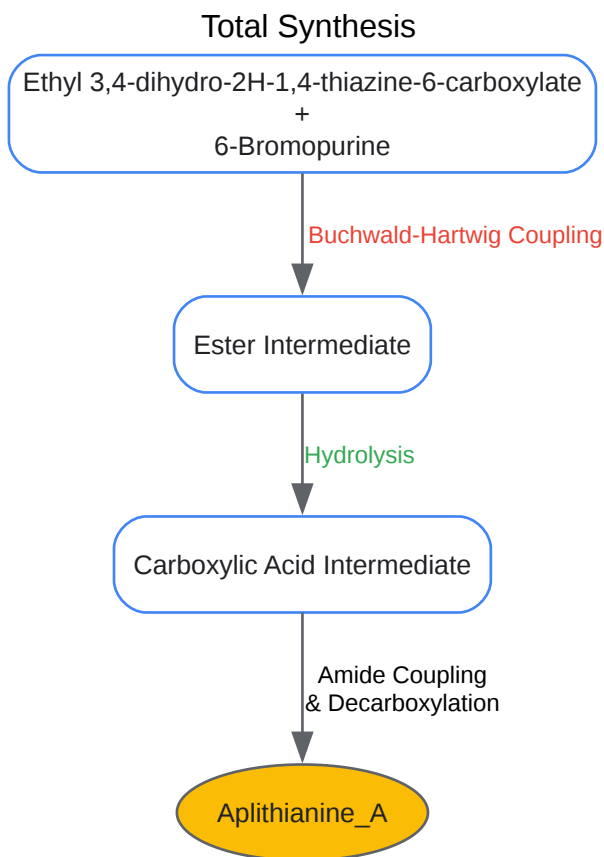 Total Synthesis
Ethyl 3,4-dihydro-2H-1,4-thiazine-6-carboxylate
+
6-Bromopurine
Buchwald-Hartwig Coupling
Ester Intermediate
Hydrolysis
Carboxylic Acid Intermediate
Amide Coupling
& Decarboxylation
Aplithianine_A